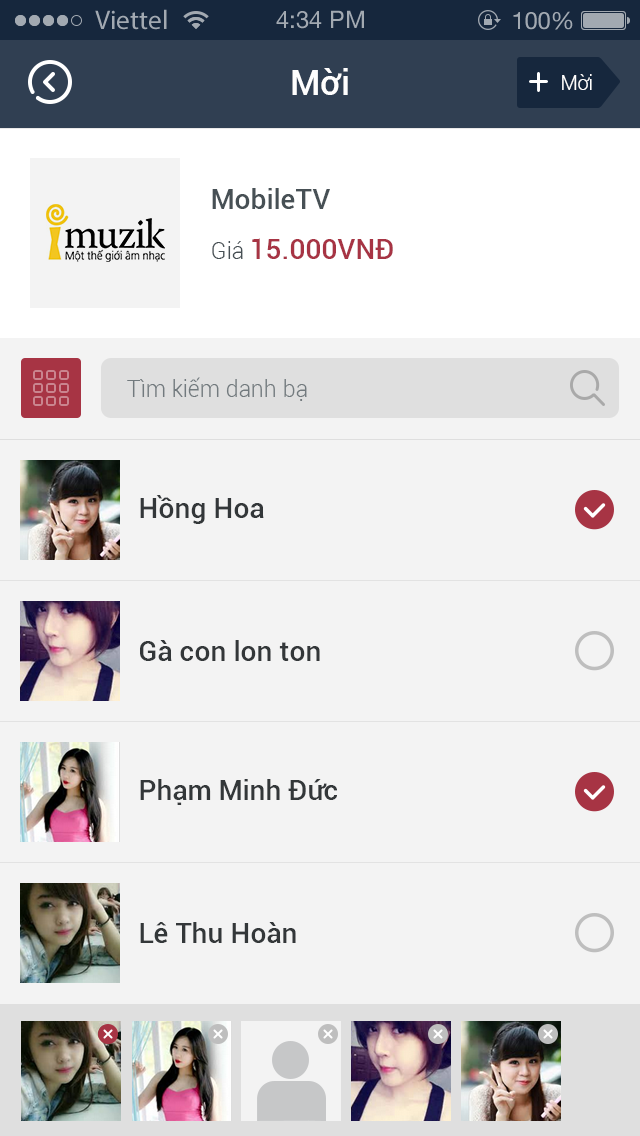 Viettel 4:34 PM 100%
Mời
+ Mời
imuzik
Một thế giới âm nhạc
MobileTV
Giá 15.000VNĐ
Tìm kiếm danh bạ
Hồng Hoa
Gà con lon ton
Phạm Minh Đức
Lê Thu Hoàn